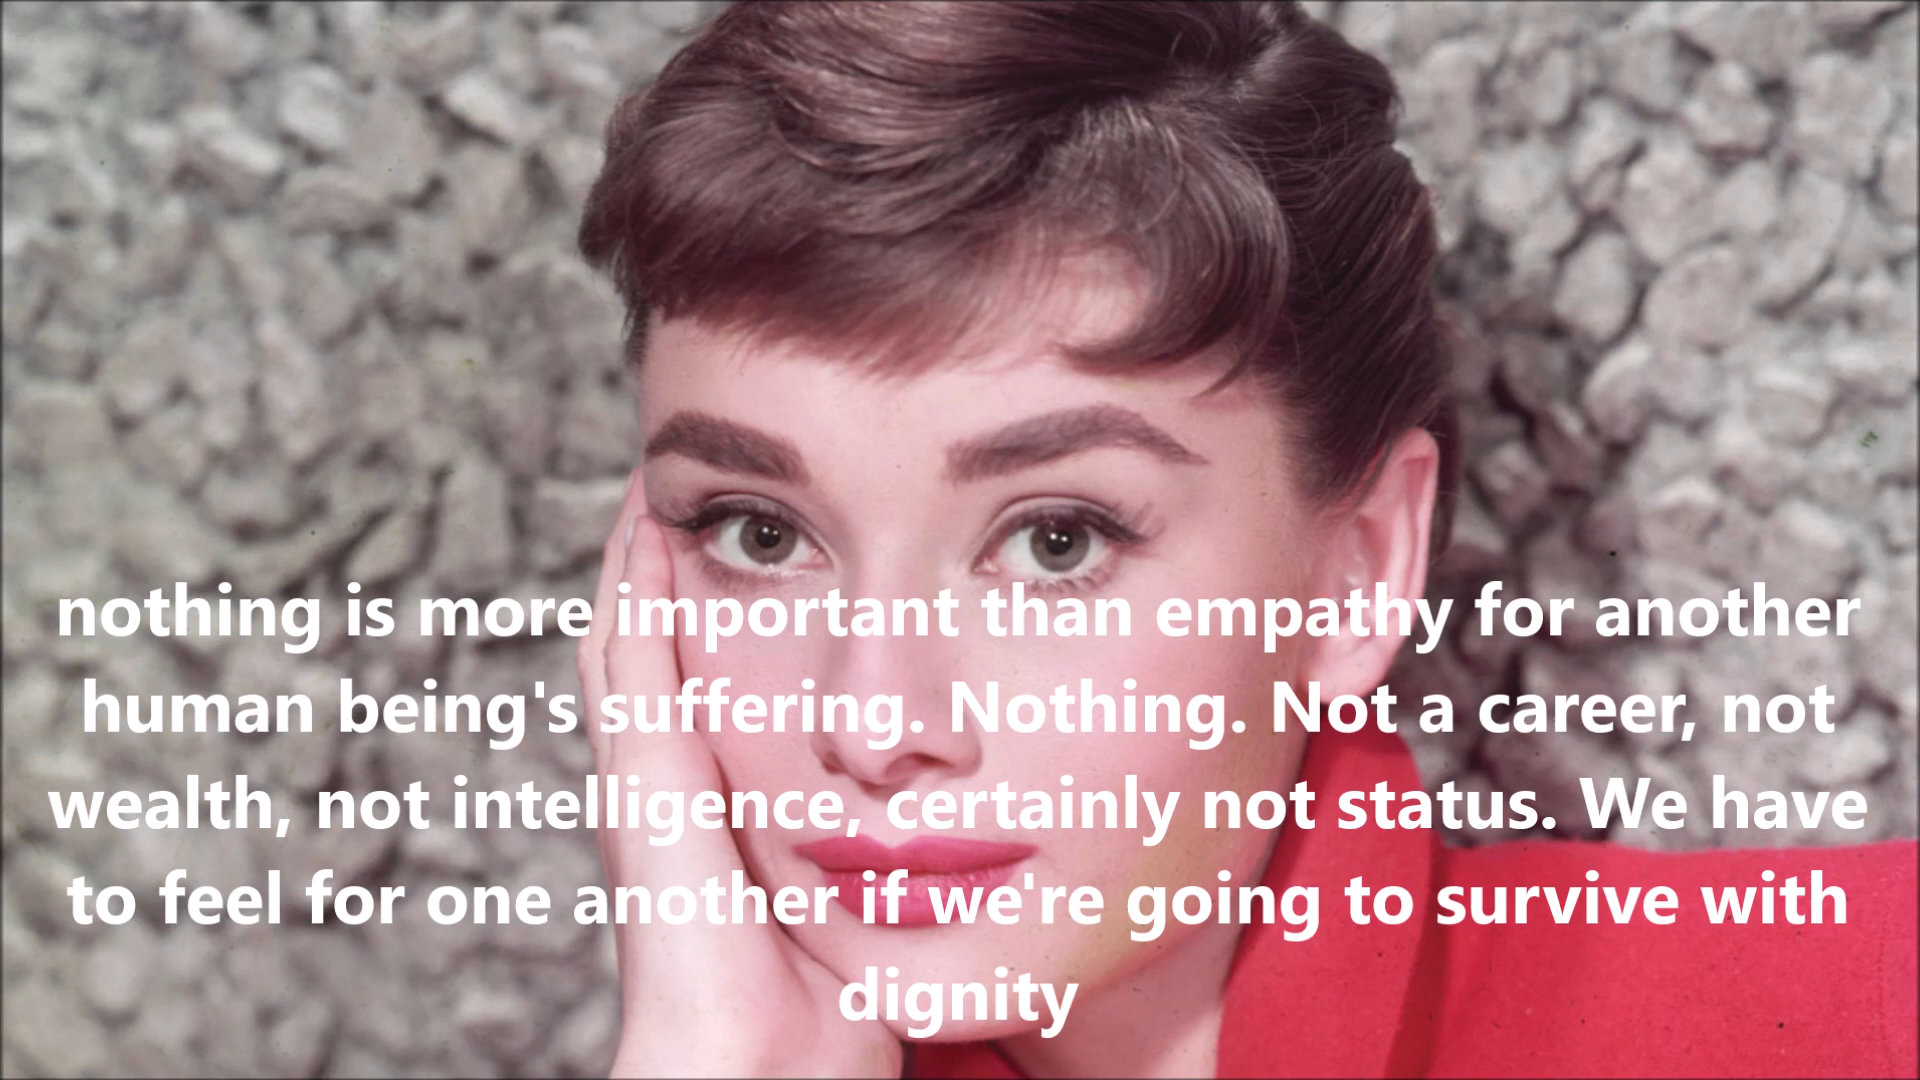 nothing is more important than empathy for another
human being's suffering. Nothing. Not a career, not
wealth, not intelligence, certainly not status. We have
to feel for one another if we're going to survive with
dignity